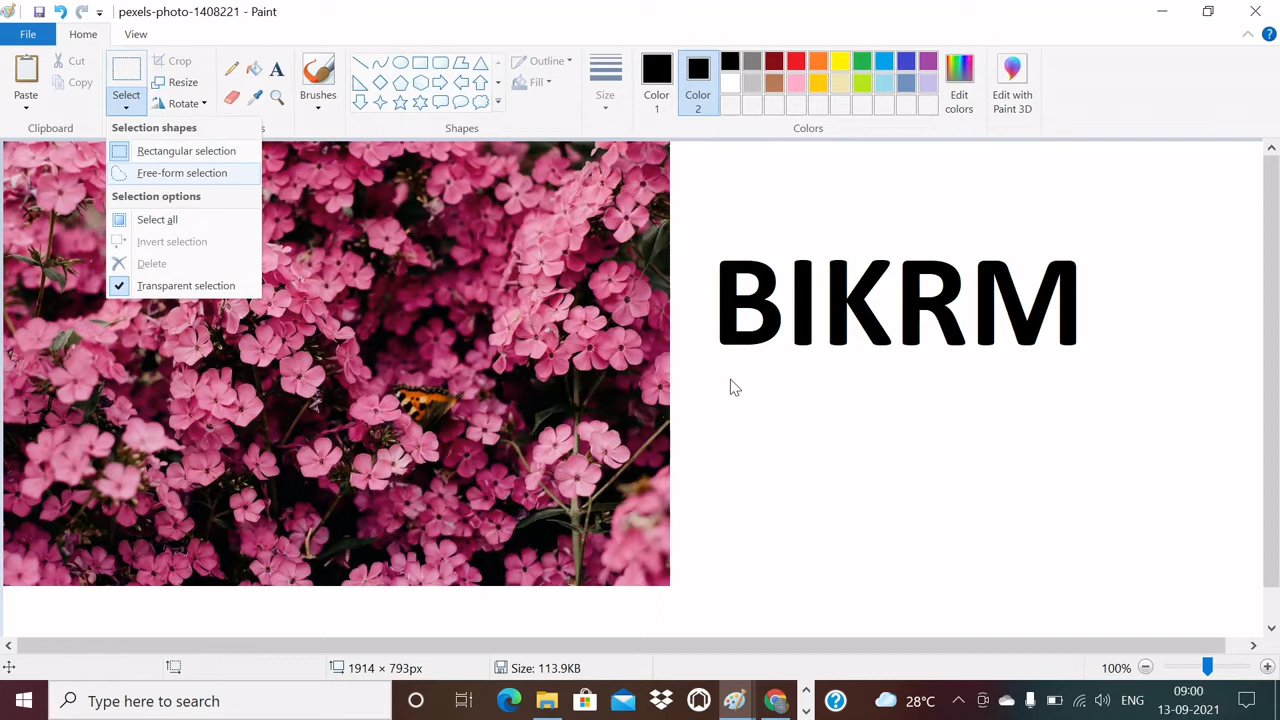 pexels-photo-1408221 - Paint
File Home View
Paste
Cut
Copy
Clipboard
Select
Crop
Resize
Rotate
Brushes
Shapes
Outline
Fill
Size
Color 1
Color 2
Colors
Edit colors
Edit with Paint 3D
Selection shapes
Rectangular selection
Free-form selection
Selection options
Select all
Invert selection
Delete
Transparent selection
BIKRM
1914 × 793px
Size: 113.9KB
100%
Type here to search
28°C
ENG
09:00
13-09-2021